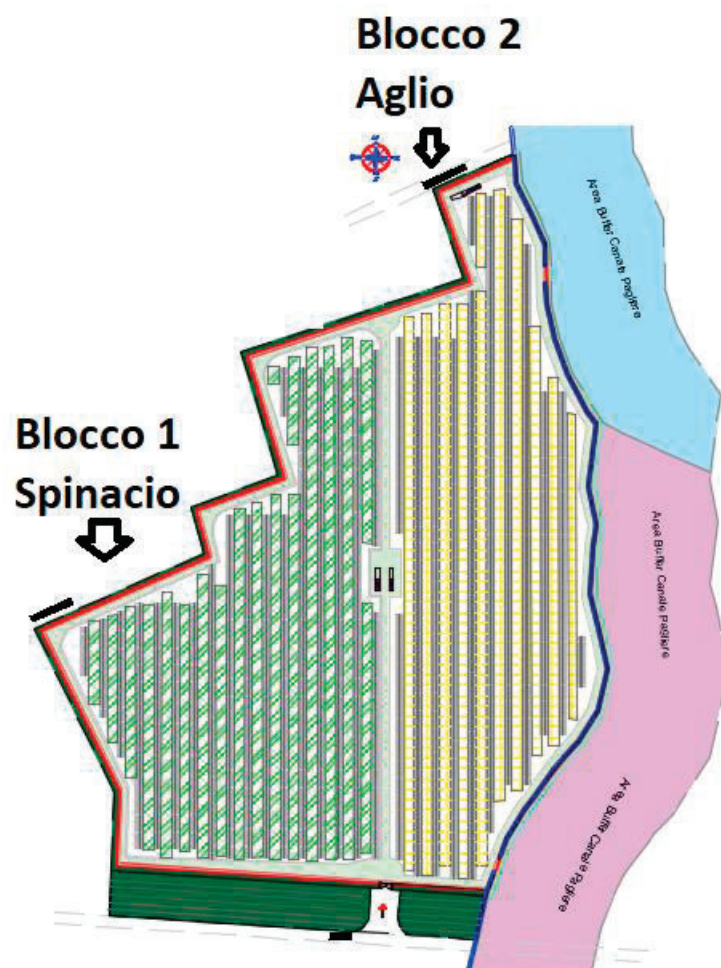 Blocco 2
Aglio
Area Buffer Canale Pagliere
Blocco 1
Spinacio
Area Buffer Canale Pagliere
Area Buffer Canale Pagliere